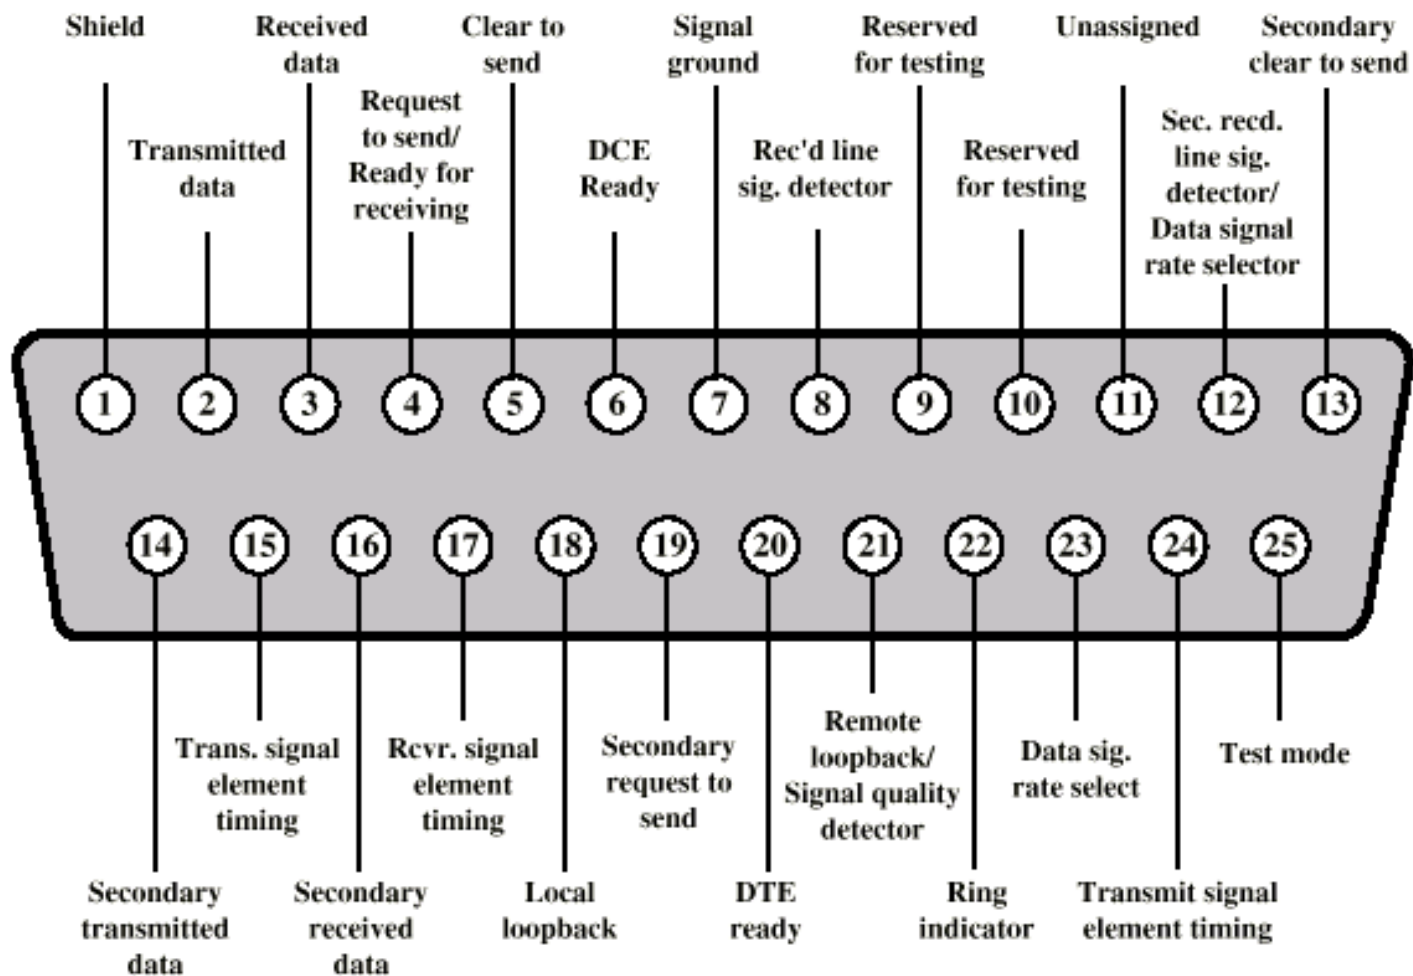 Shield
Received
data
Clear to
send
Signal
ground
Reserved
for testing
Unassigned
Secondary
clear to send
Transmitted
data
Request
to send/
Ready for
receiving
DCE
Ready
Rec'd line
sig. detector
Reserved
for testing
Sec. recd.
line sig.
detector/
Data signal
rate selector
1 2 3 4 5 6 7 8 9 10 11 12 13
14 15 16 17 18 19 20 21 22 23 24 25
Trans. signal
element
timing
Rcvr. signal
element
timing
Secondary
request to
send
Remote
loopback/
Signal quality
detector
Data sig.
rate select
Test mode
Secondary
transmitted
data
Secondary
received
data
Local
loopback
DTE
ready
Ring
indicator
Transmit signal
element timing